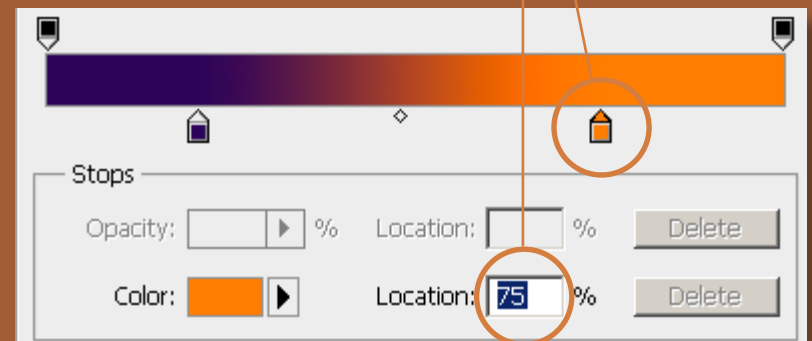 Stops
Opacity: % Location: % Delete
Color: Location: 75 % Delete